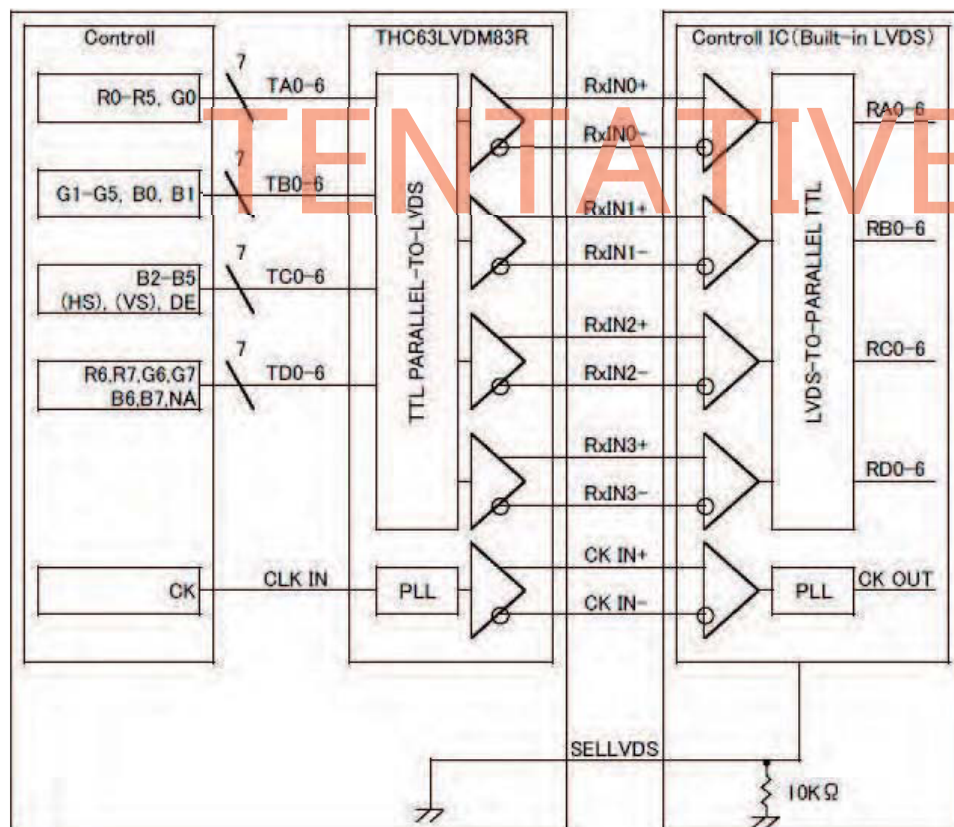 Controll
THC63LVDM83R
Controll IC(Built-in LVDS)
7
R0-R5, G0
TA0-6
RxIN0+
RA0-6
RxIN0-
TENTATIVE
7
G1-G5, B0, B1
TB0-6
RxIN1+
RB0-6
RxIN1-
7
B2-B5
(HS), (VS), DE
TC0-6
TTL PARALLEL-TO-LVDS
LVDS-TO-PARALLEL TTL
RxIN2+
RC0-6
RxIN2-
7
R6,R7,G6,G7
B6,B7,NA
TD0-6
RxIN3+
RD0-6
RxIN3-
CK
CLK IN
PLL
CK IN+
CK IN-
PLL
CK OUT
SELLVDS
10KΩ